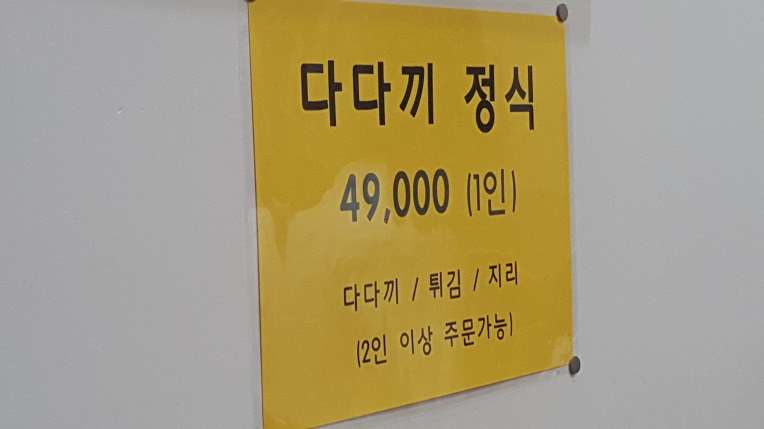 다다끼 정식
49,000 (1인)
다다끼 / 튀김 / 지리
(2인 이상 주문가능)